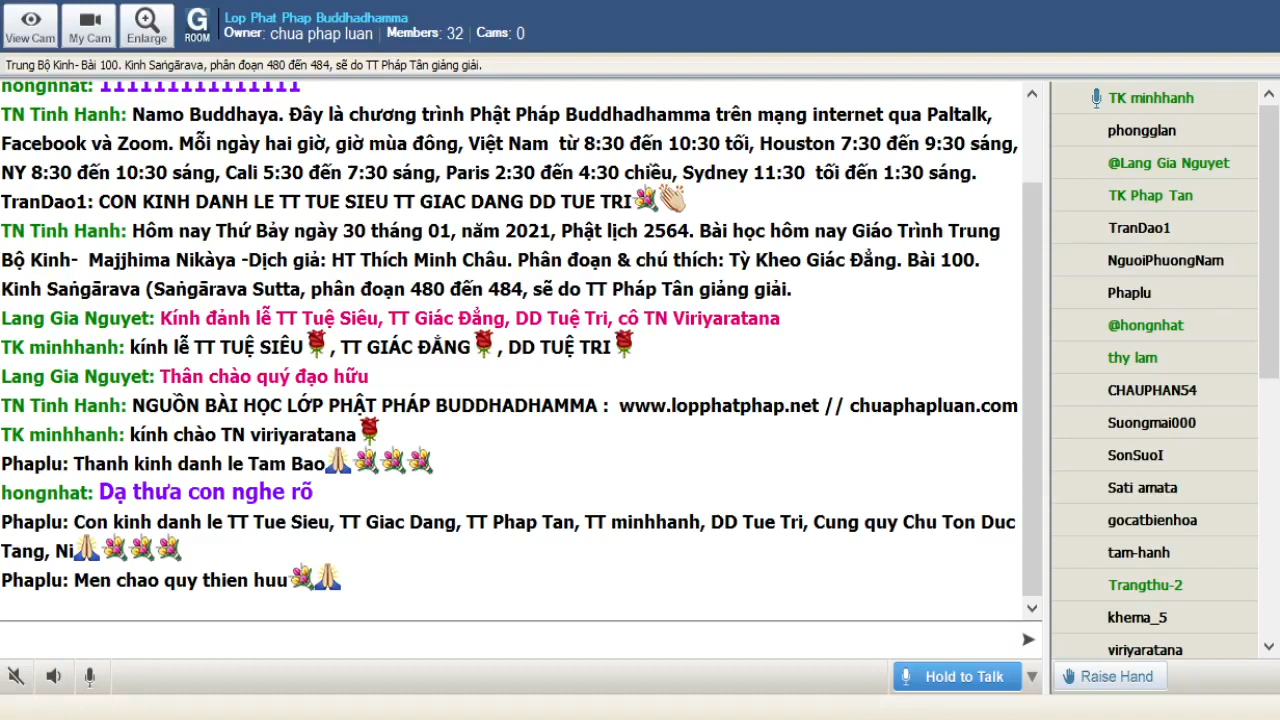 View Cam
My Cam
Enlarge
G
ROOM
Lop Phat Phap Buddhadhamma
Owner: chua phap luan | Members: 32 | Cams: 0
Trung Bộ Kinh- Bài 100. Kinh Saṅgārava, phân đoạn 480 đến 484, sẽ do TT Pháp Tân giảng giải.
hongnhat: 1111111111111111
TN Tinh Hanh: Namo Buddhaya. Đây là chương trình Phật Pháp Buddhadhamma trên mạng internet qua Paltalk,
Facebook và Zoom. Mỗi ngày hai giờ, giờ mùa đông, Việt Nam từ 8:30 đến 10:30 tối, Houston 7:30 đến 9:30 sáng,
NY 8:30 đến 10:30 sáng, Cali 5:30 đến 7:30 sáng, Paris 2:30 đến 4:30 chiều, Sydney 11:30 tối đến 1:30 sáng.
TranDao1: CON KINH DANH LE TT TUE SIEU TT GIAC DANG DD TUE TRI
TN Tinh Hanh: Hôm nay Thứ Bảy ngày 30 tháng 01, năm 2021, Phật lịch 2564. Bài học hôm nay Giáo Trình Trung
Bộ Kinh- Majjhima Nikàya -Dịch giả: HT Thích Minh Châu. Phân đoạn & chú thích: Tỳ Kheo Giác Đẳng. Bài 100.
Kinh Saṅgārava (Saṅgārava Sutta, phân đoạn 480 đến 484, sẽ do TT Pháp Tân giảng giải.
Lang Gia Nguyet: Kính đảnh lễ TT Tuệ Siêu, TT Giác Đẳng, DD Tuệ Tri, cô TN Viriyaratana
TK minhhanh: kính lễ TT TUỆ SIÊU, TT GIÁC ĐẲNG, DD TUỆ TRI
Lang Gia Nguyet: Thân chào quý đạo hữu
TN Tinh Hanh: NGUỒN BÀI HỌC LỚP PHẬT PHÁP BUDDHADHAMMA : www.lopphatphap.net // chuaphapluan.com
TK minhhanh: kính chào TN viriyaratana
Phaplu: Thanh kinh danh le Tam Bao
hongnhat: Dạ thưa con nghe rõ
Phaplu: Con kinh danh le TT Tue Sieu, TT Giac Dang, TT Phap Tan, TT minhhanh, DD Tue Tri, Cung quy Chu Ton Duc
Tang, Ni
Phaplu: Men chao quy thien huu
TK minhhanh
phongglan
@Lang Gia Nguyet
TK Phap Tan
TranDao1
NguoiPhuongNam
Phaplu
@hongnhat
thy lam
CHAUPHAN54
Suongmai000
SonSuoI
Sati amata
gocatbienhoa
tam-hanh
Trangthu-2
khema_5
viriyaratana
Hold to Talk
Raise Hand